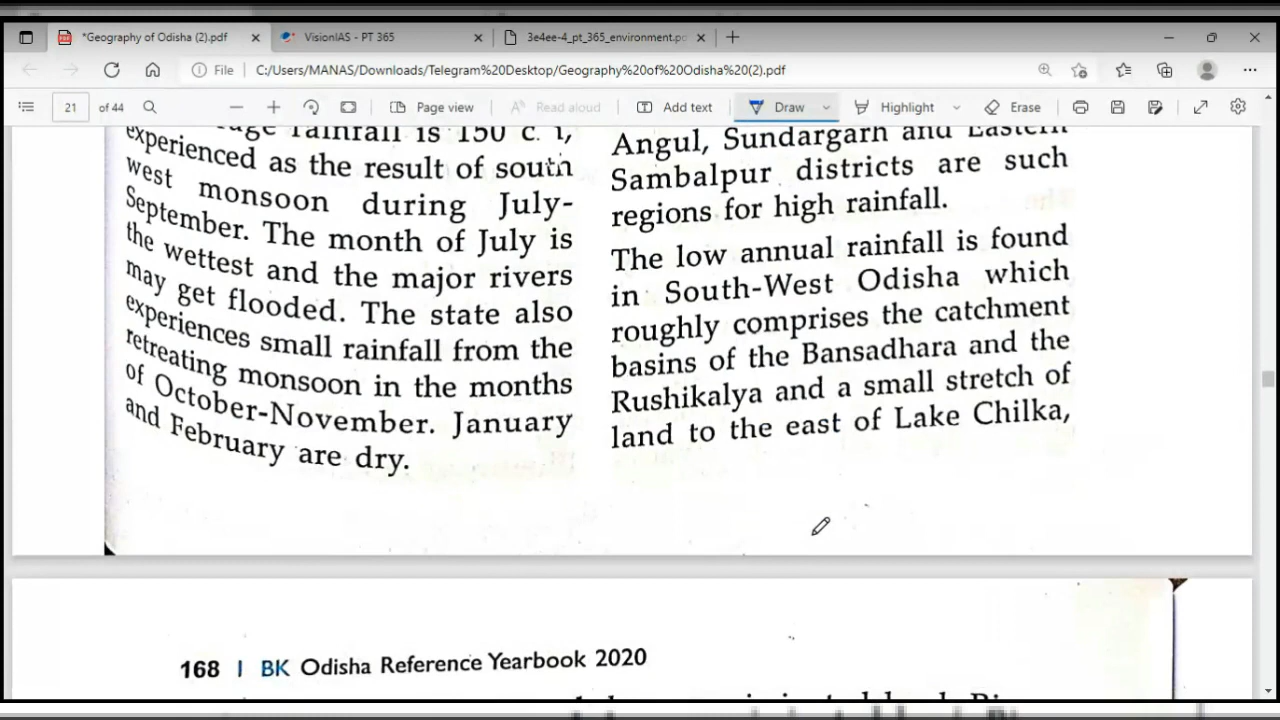 *Geography of Odisha (2).pdf
VisionIAS - PT 365
3e4ee-4_pt_365_environment.pd
File C:/Users/MANAS/Downloads/Telegram%20Desktop/Geography%20of%20Odisha%20(2).pdf
21 of 44
Page view
Read aloud
Add text
Draw
Highlight
Erase
rainfall is 150 c.
experienced as the result of south
west monsoon during July-
September. The month of July is
the wettest and the major rivers
may get flooded. The state also
experiences small rainfall from the
retreating monsoon in the months
of October-November. January
and February are dry.
Angul, Sundargarh and Eastern
Sambalpur districts are such
regions for high rainfall.
The low annual rainfall is found
in South-West Odisha which
roughly comprises the catchment
basins of the Bansadhara and the
Rushikalya and a small stretch of
land to the east of Lake Chilka,
168 | BK Odisha Reference Yearbook 2020